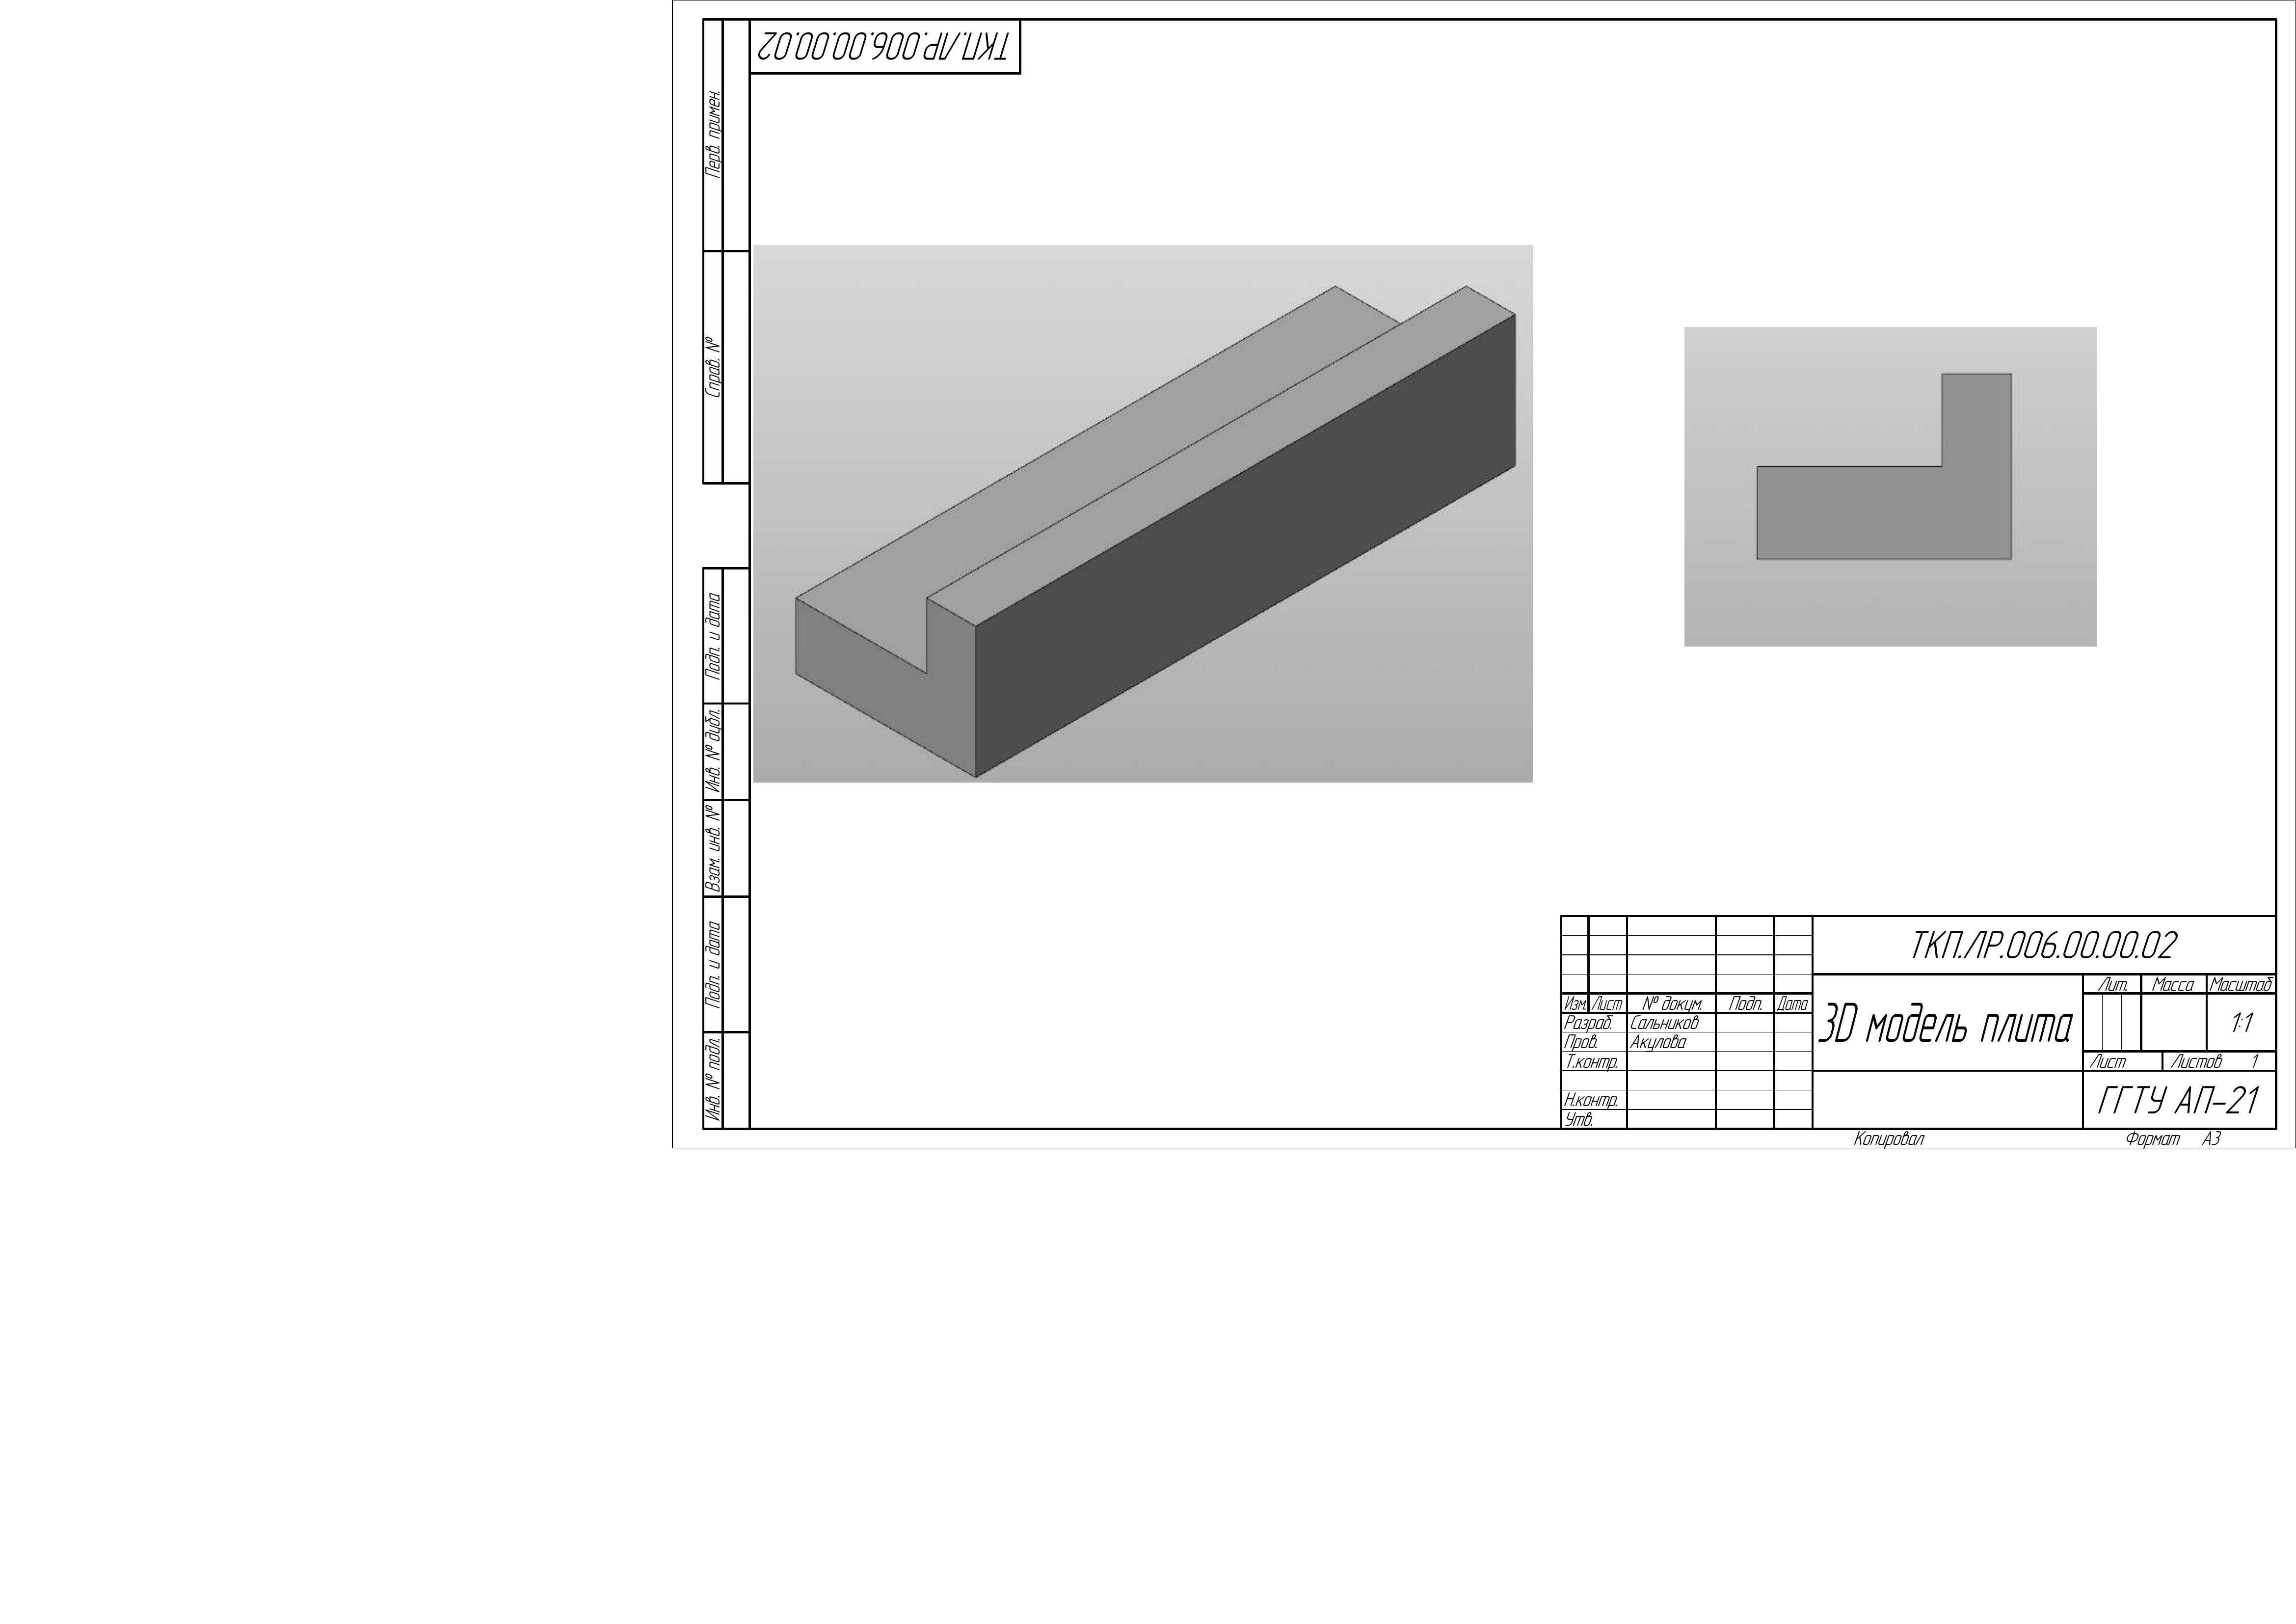 ТКП.ЛР.006.00.00.02
Перв. примен.
Справ. №
Подп. и дата
Инв. № дубл.
Взам. инв. №
Подп. и дата
Инв. № подл.
ТКП.ЛР.006.00.00.02
Изм. Лист № докум. Подп. Дата
Разраб. Сальников
Пров. Акулова
Т.контр.
Н.контр.
Утв.
3D модель плита
Лит. Масса Масштаб
1:1
Лист Листов 1
ГГТУ АП-21
Копировал Формат А3